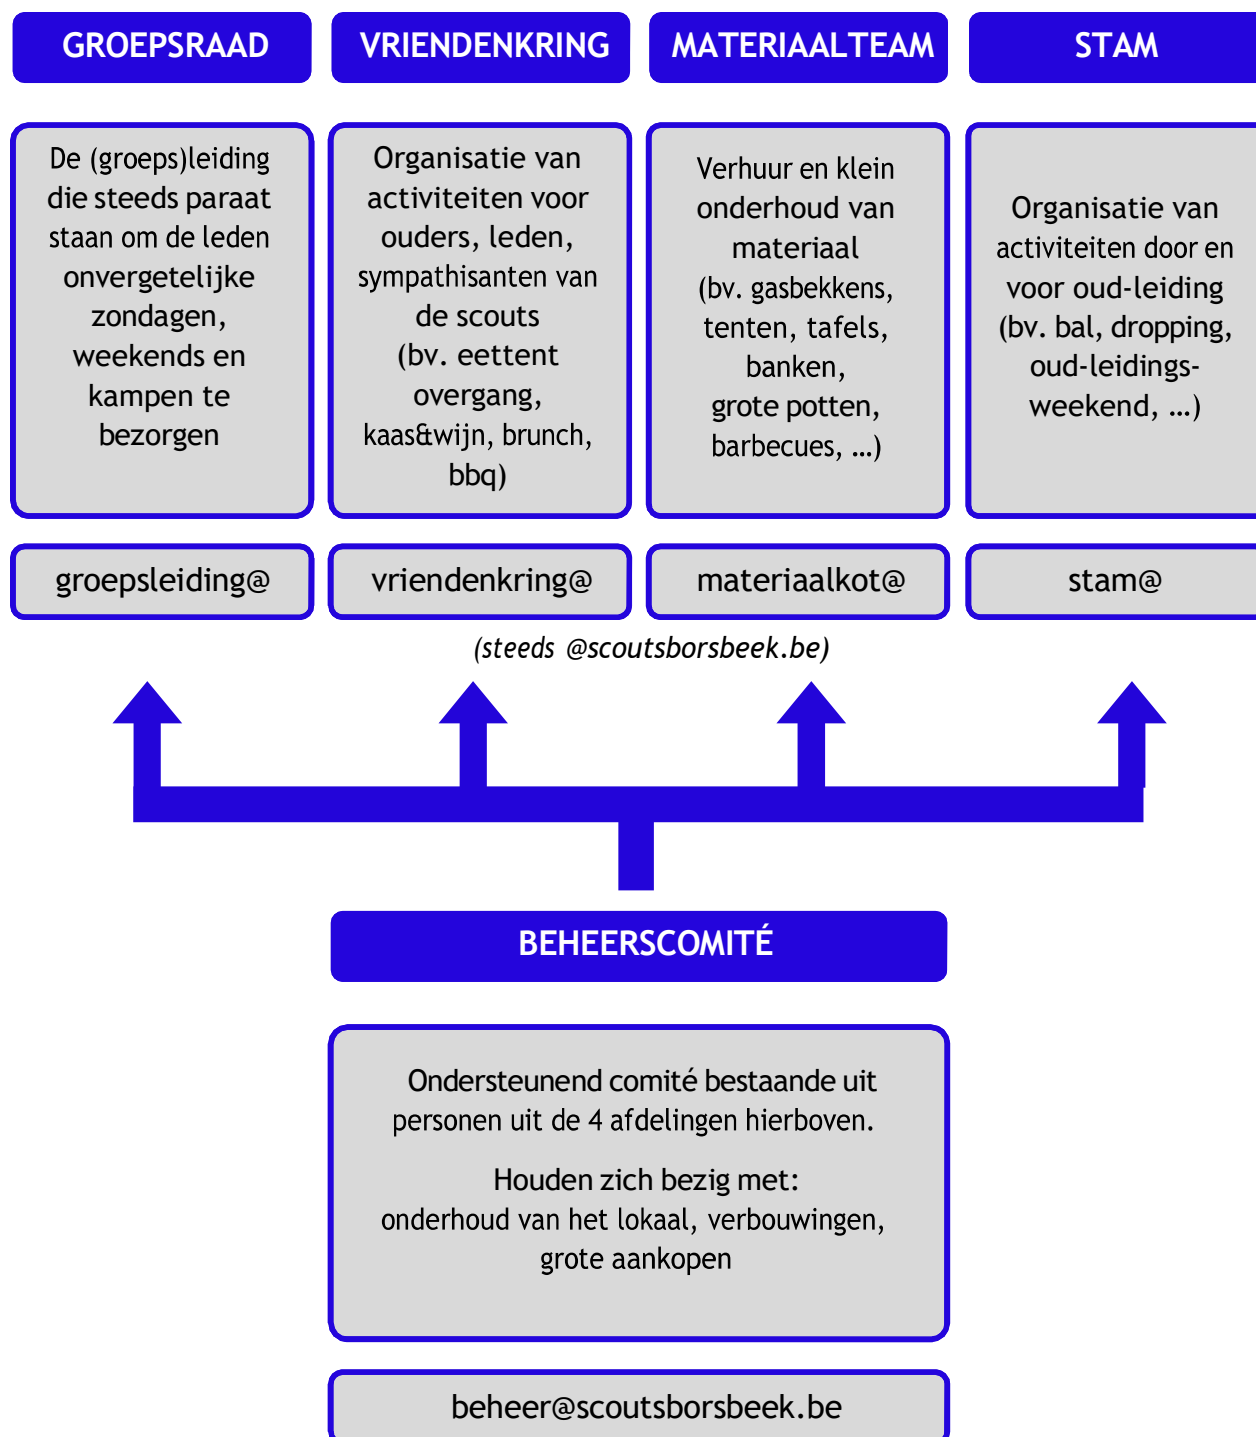 GROEPSRAAD
De (groeps)leiding
die steeds paraat
staan om de leden
onvergetelijke
zondagen,
weekends en
kampen te
bezorgen
groepsleiding@
VRIENDENKRING
Organisatie van
activiteiten voor
ouders, leden,
sympathisanten van
de scouts
(bv. eettent
overgang,
kaas&wijn, brunch,
bbq)
vriendenkring@
MATERIAALTEAM
Verhuur en klein
onderhoud van
materiaal
(bv. gasbekkens,
tenten, tafels,
banken,
grote potten,
barbecues, ...)
materiaalkot@
STAM
Organisatie van
activiteiten door en
voor oud-leiding
(bv. bal, dropping,
oud-leidings-
weekend, ...)
stam@
(steeds @scoutsborsbeek.be)
BEHEERSCOMITÉ
Ondersteunend comité bestaande uit
personen uit de 4 afdelingen hierboven.
Houden zich bezig met:
onderhoud van het lokaal, verbouwingen,
grote aankopen
beheer@scoutsborsbeek.be